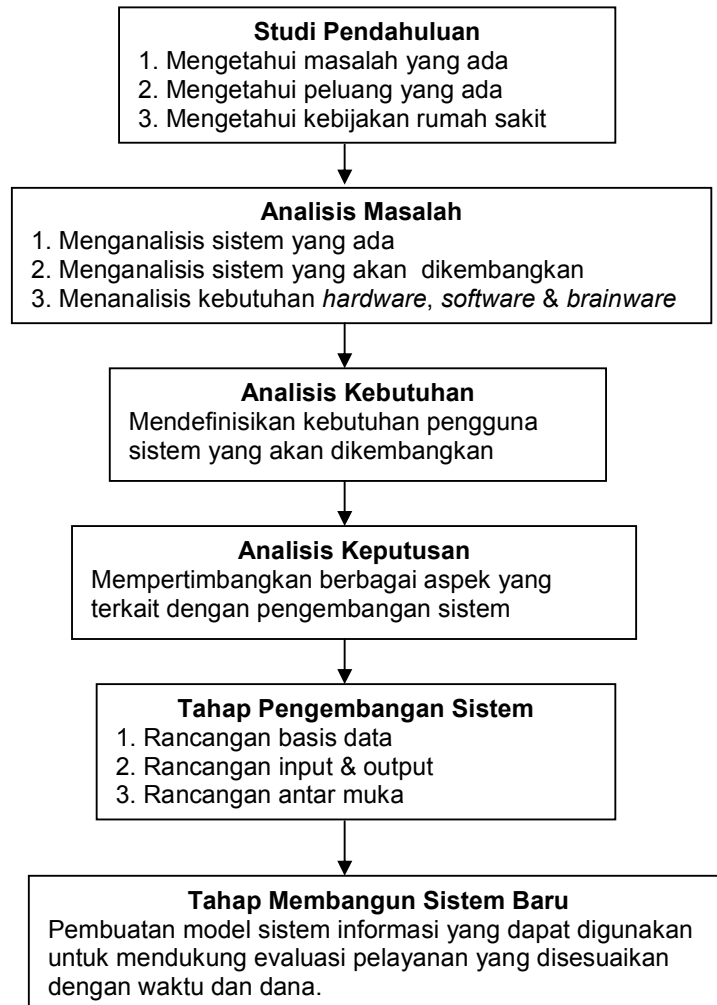 Studi Pendahuluan
1. Mengetahui masalah yang ada
2. Mengetahui peluang yang ada
3. Mengetahui kebijakan rumah sakit
Analisis Masalah
1. Menganalisis sistem yang ada
2. Menganalisis sistem yang akan dikembangkan
3. Menanalisis kebutuhan hardware, software & brainware
Analisis Kebutuhan
Mendefinisikan kebutuhan pengguna
sistem yang akan dikembangkan
Analisis Keputusan
Mempertimbangkan berbagai aspek yang
terkait dengan pengembangan sistem
Tahap Pengembangan Sistem
1. Rancangan basis data
2. Rancangan input & output
3. Rancangan antar muka
Tahap Membangun Sistem Baru
Pembuatan model sistem informasi yang dapat digunakan
untuk mendukung evaluasi pelayanan yang disesuaikan
dengan waktu dan dana.